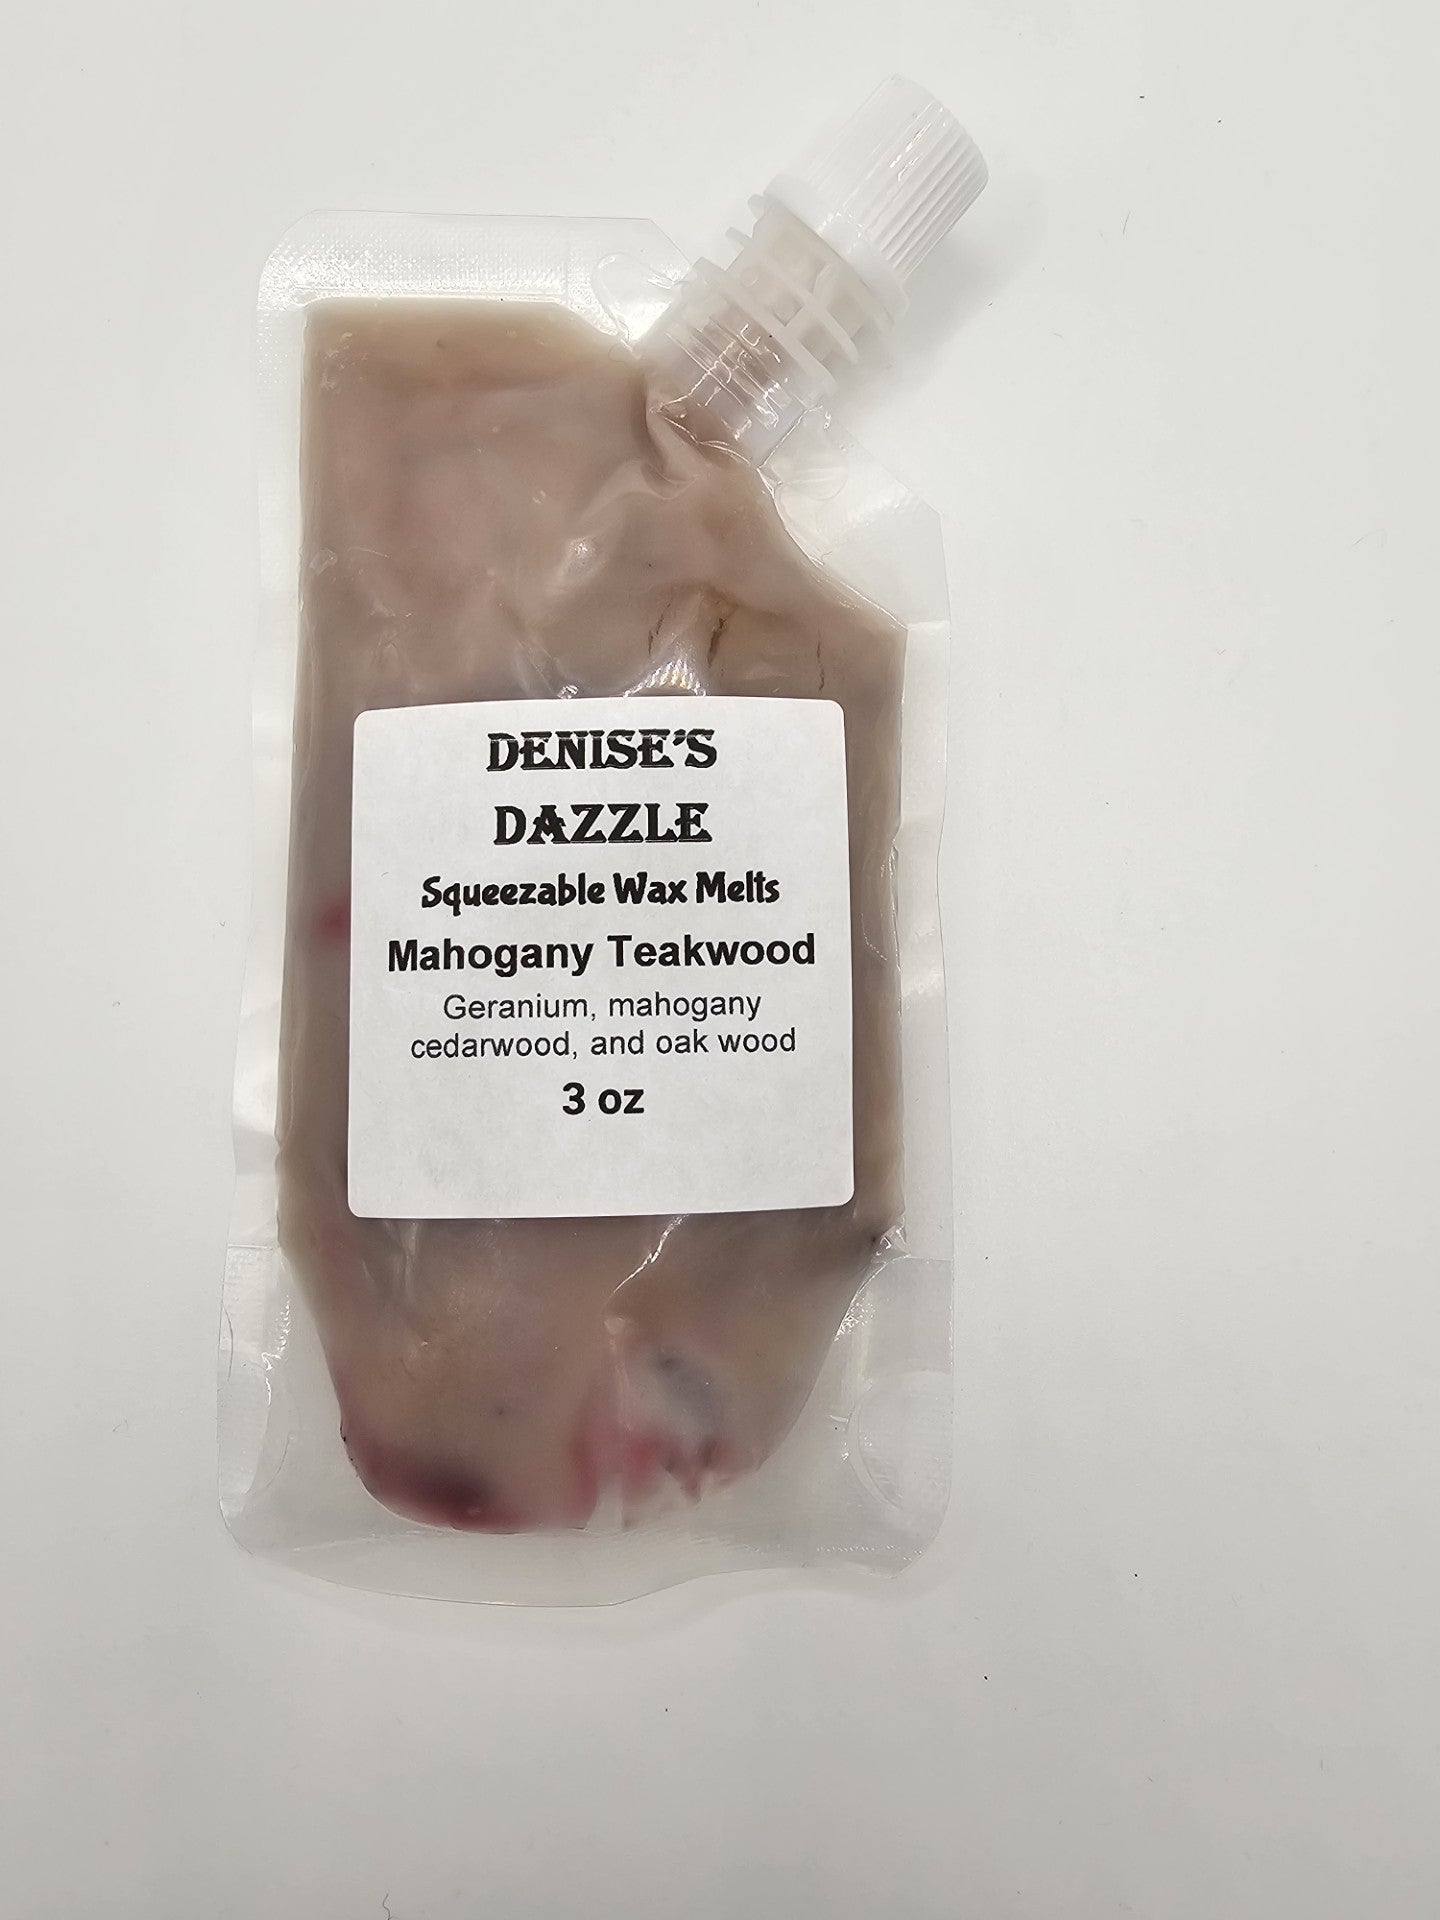 DENISE'S
DAZZLE
Squeezable Wax Melts
Mahogany Teakwood
Geranium, mahogany
cedarwood, and oak wood
3 oz